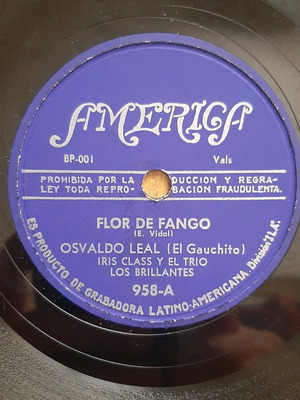 AMERICA
BP-001 Vals
PROHIBIDA POR LA DUCCION Y REGRA-
LEY TODA REPRO- BACION FRAUDULENTA.
FLOR DE FANGO
(E. Vidal)
OSVALDO LEAL (El Gauchito)
IRIS CLASS Y EL TRIO
LOS BRILLANTES
958-A
ES PRODUCTO DE GRABADORA LATINO-AMERICANA.